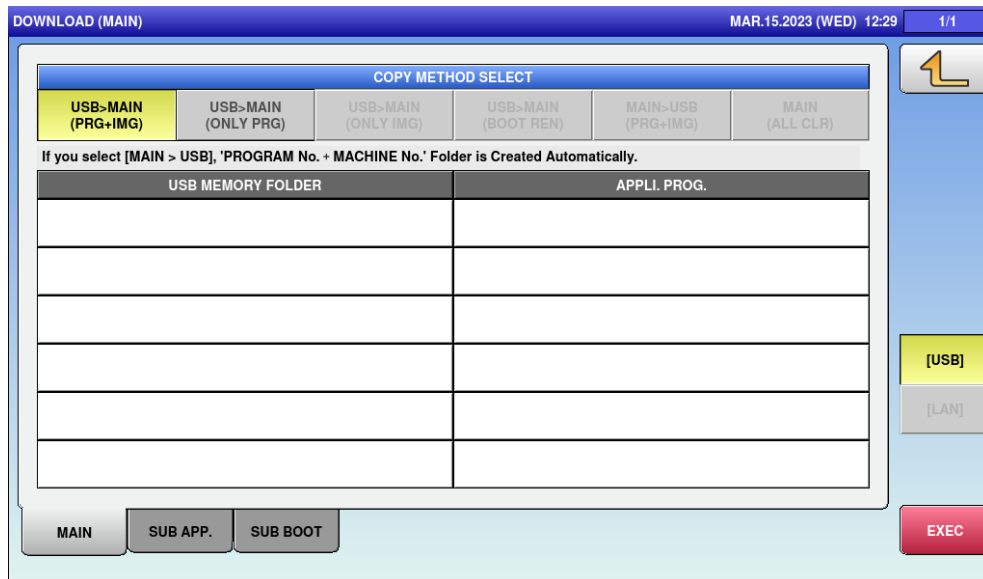 DOWNLOAD (MAIN)
MAR.15.2023 (WED) 12:29
1/1
COPY METHOD SELECT
USB>MAIN
(PRG+IMG)
USB>MAIN
(ONLY PRG)
USB>MAIN
(ONLY IMG)
USB>MAIN
(BOOT REN)
MAIN>USB
(PRG+IMG)
MAIN
(ALL CLR)
If you select [MAIN > USB], 'PROGRAM No. + MACHINE No.' Folder is Created Automatically.
USB MEMORY FOLDER
APPLI. PROG.
[USB]
[LAN]
MAIN
SUB APP.
SUB BOOT
EXEC